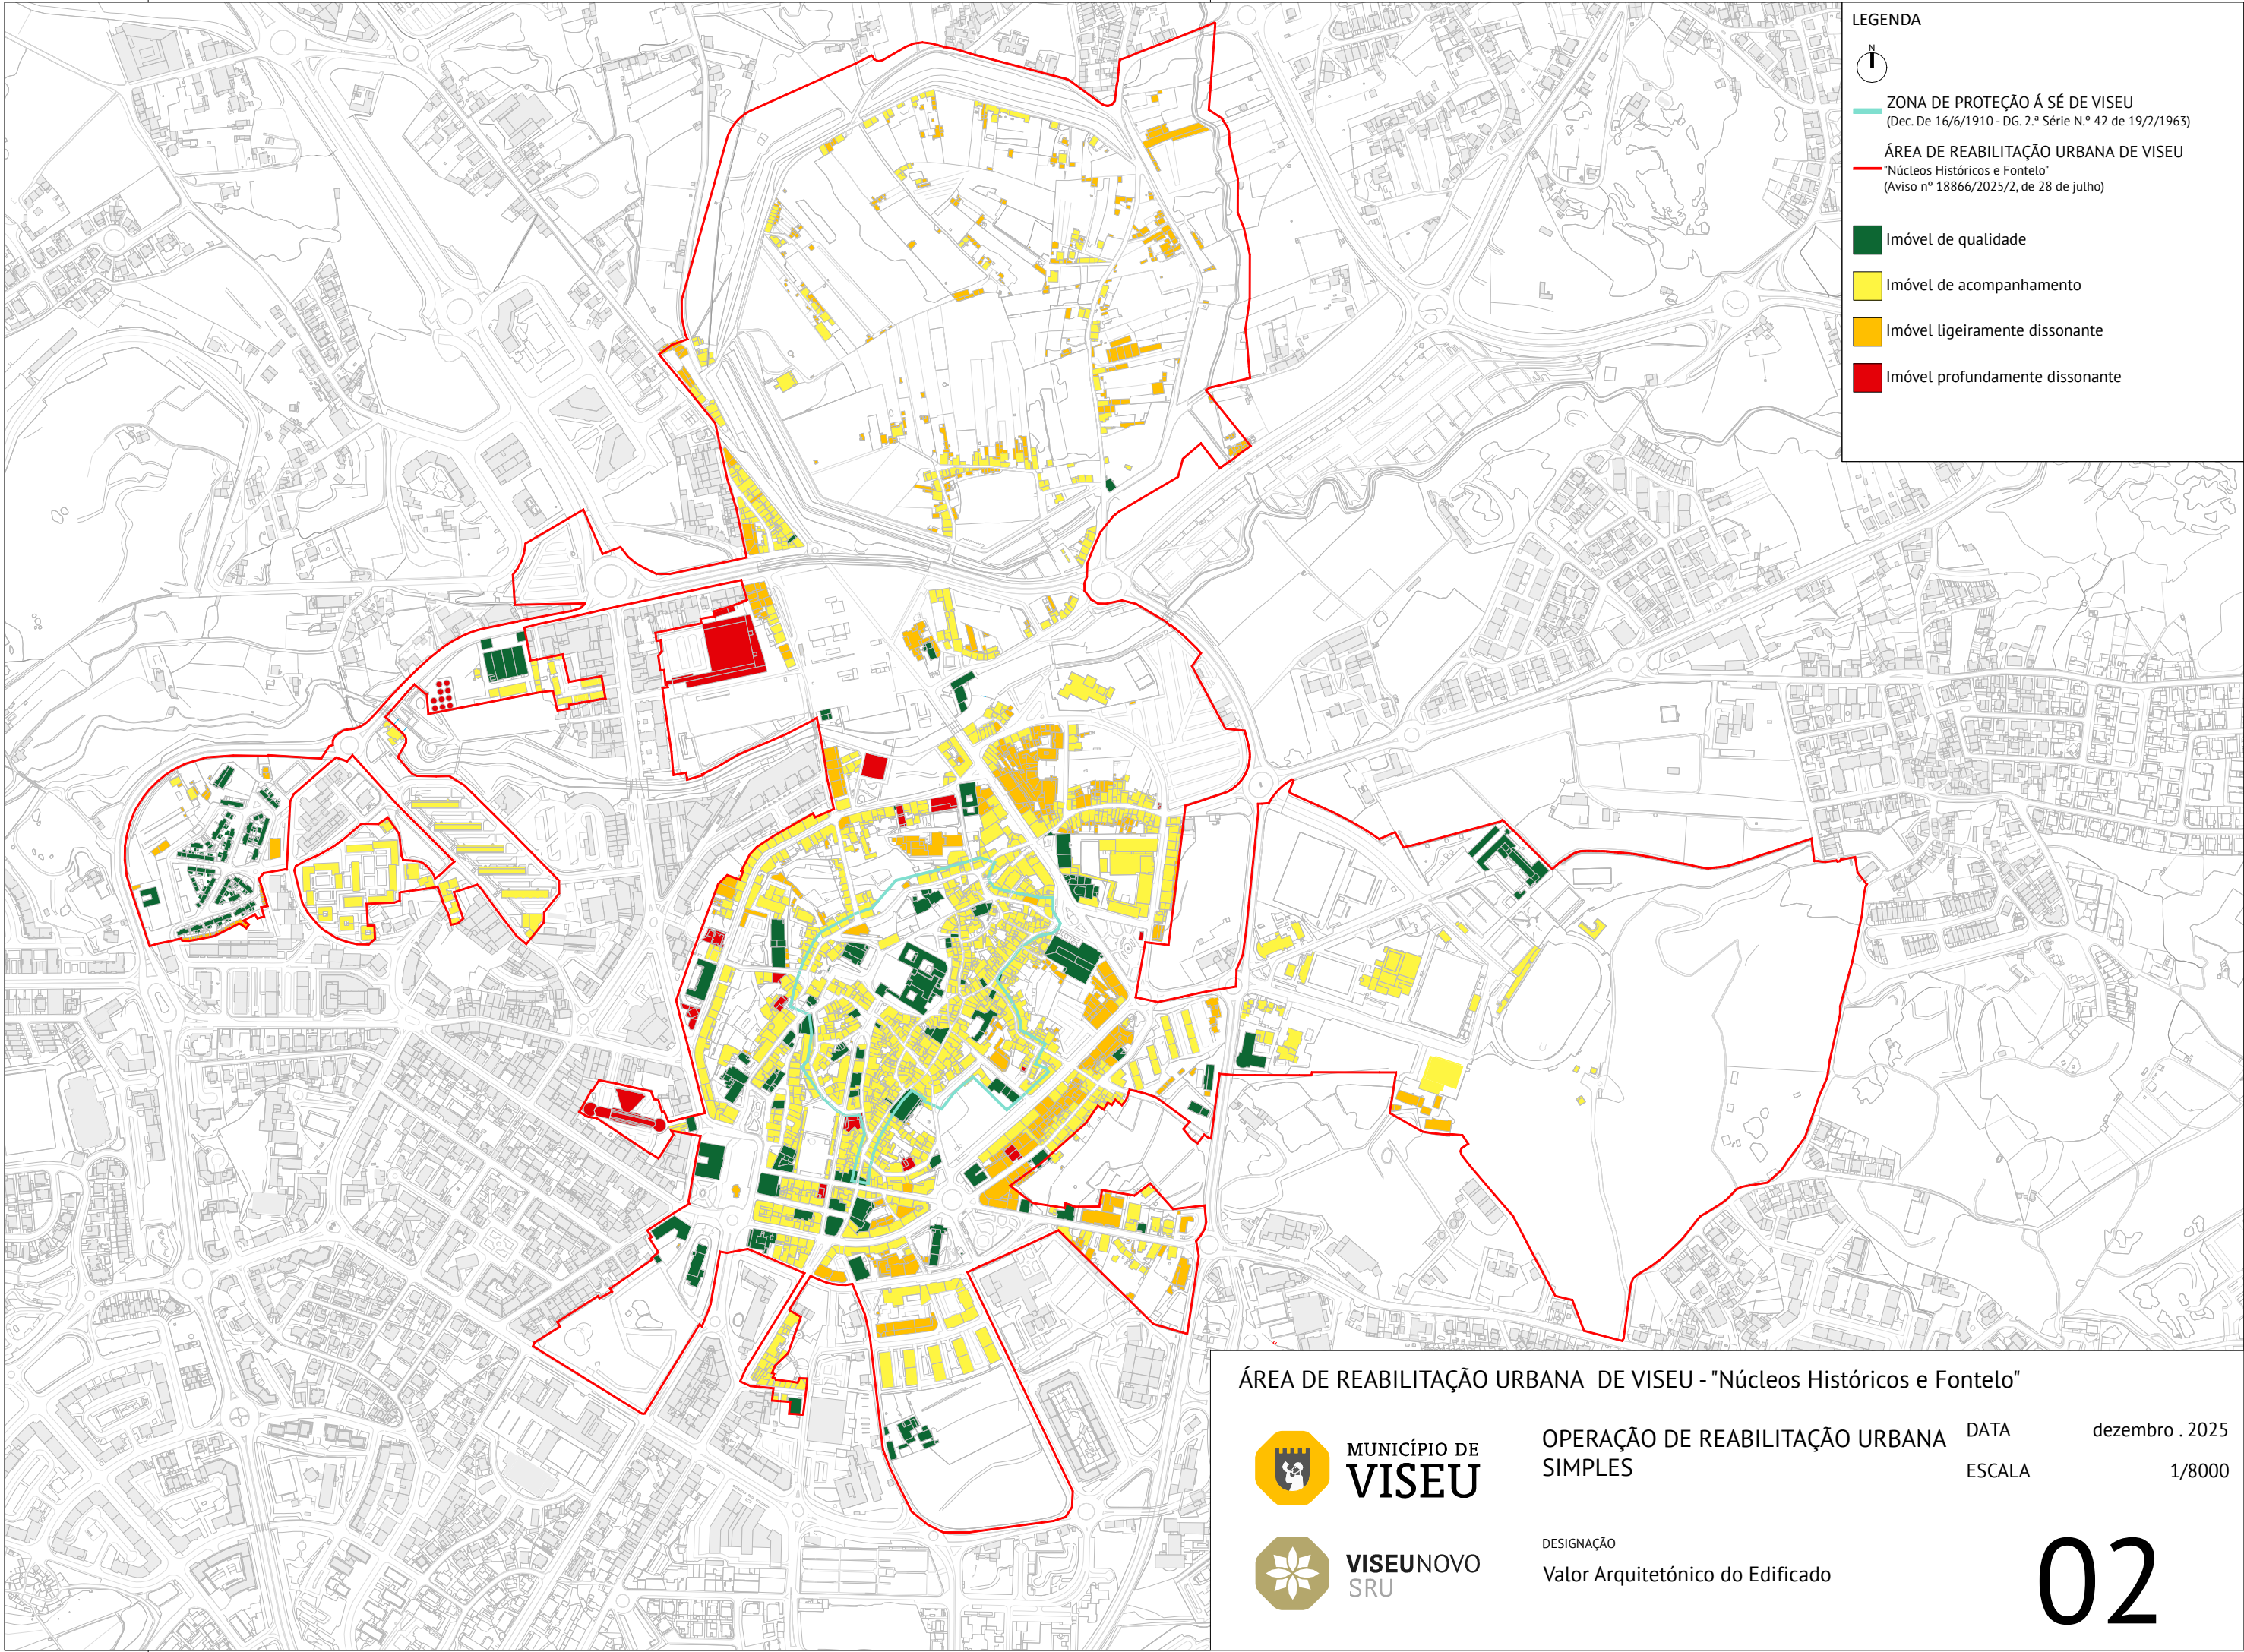 LEGENDA
N
ZONA DE PROTEÇÃO Á SÉ DE VISEU
(Dec. De 16/6/1910 - DG. 2.ª Série N.º 42 de 19/2/1963)
ÁREA DE REABILITAÇÃO URBANA DE VISEU
"Núcleos Históricos e Fontelo"
(Aviso nº 18866/2025/2, de 28 de julho)
Imóvel de qualidade
Imóvel de acompanhamento
Imóvel ligeiramente dissonante
Imóvel profundamente dissonante
ÁREA DE REABILITAÇÃO URBANA DE VISEU - "Núcleos Históricos e Fontelo"
MUNICÍPIO DE
VISEU
OPERAÇÃO DE REABILITAÇÃO URBANA
SIMPLES
DATA dezembro . 2025
ESCALA 1/8000
VISEUNOVO
SRU
DESIGNAÇÃO
Valor Arquitetónico do Edificado
02